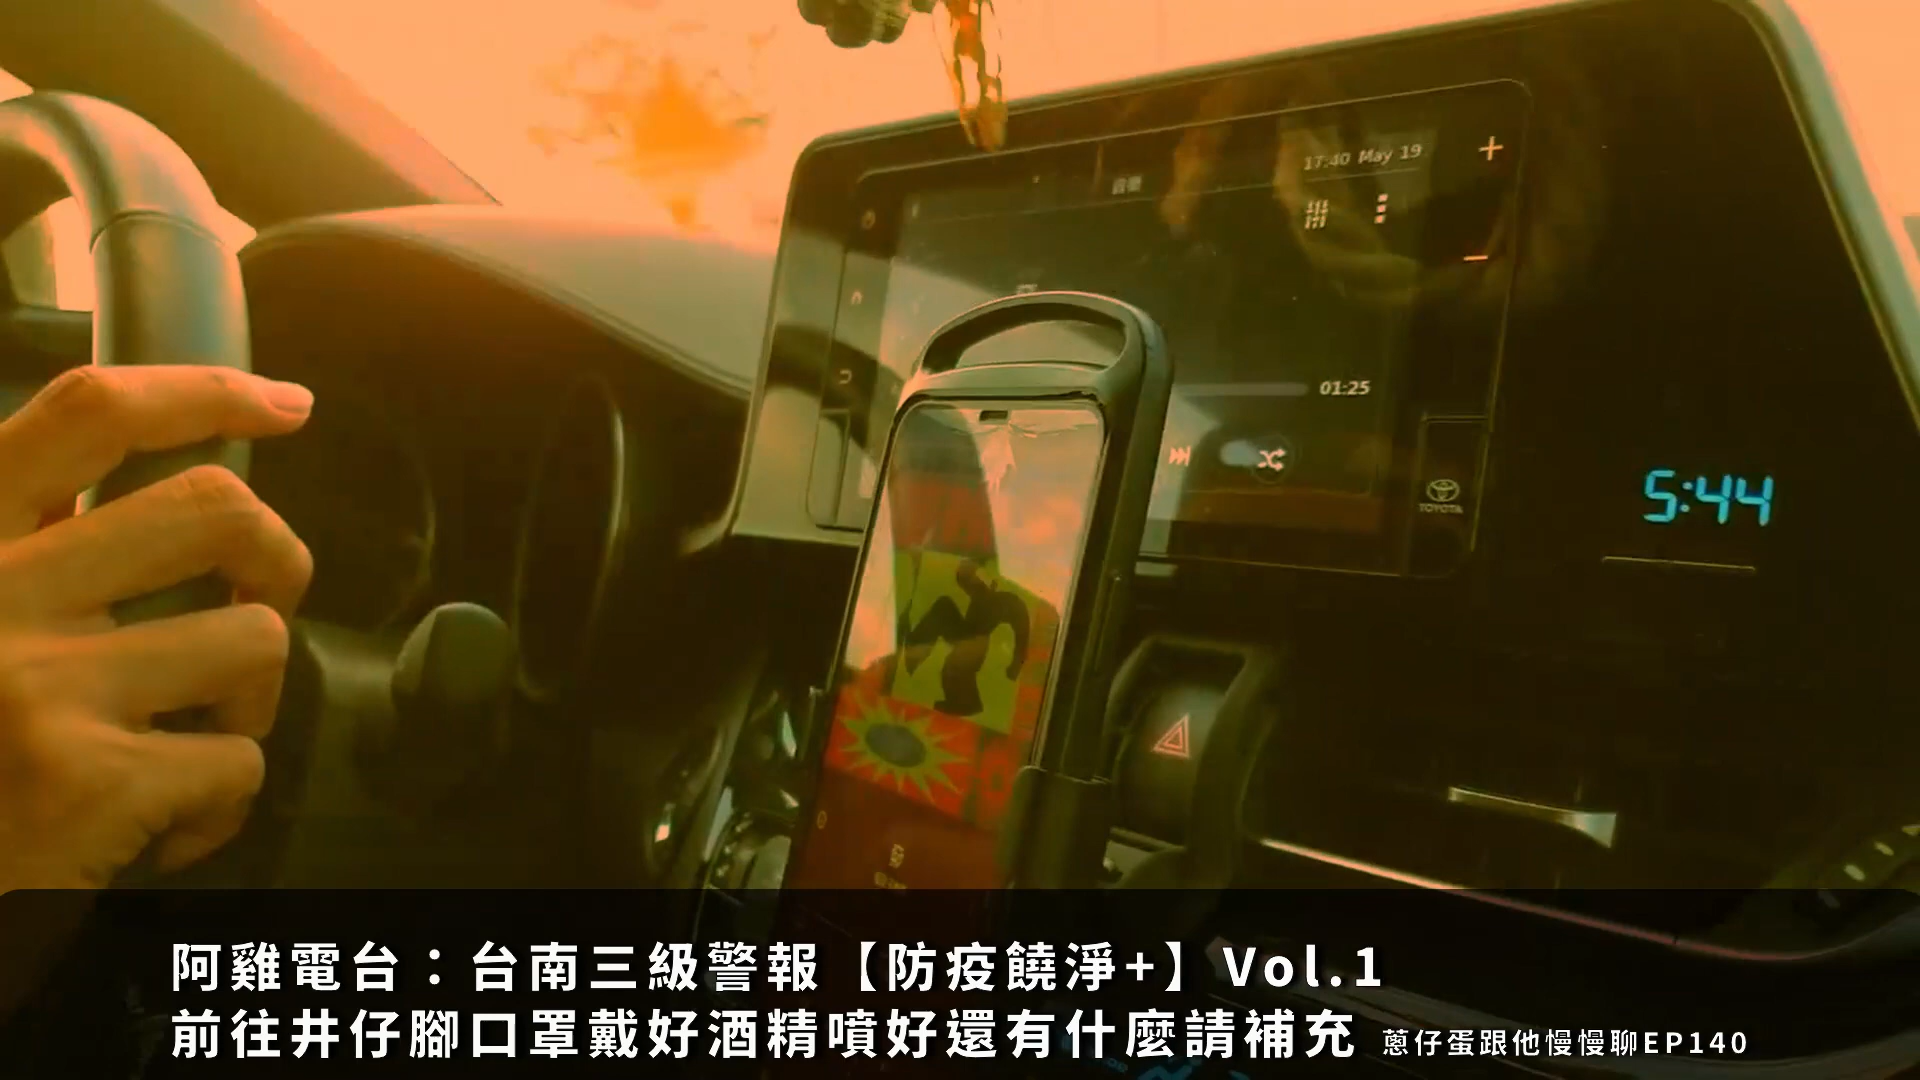 17:40 May 19
音樂
01:25
TOYOTA
5:44
阿雞電台：台南三級警報【防疫饒淨+】Vol.1
前往井仔腳口罩戴好酒精噴好還有什麼請補充 蔥仔蛋跟他慢慢聊EP140